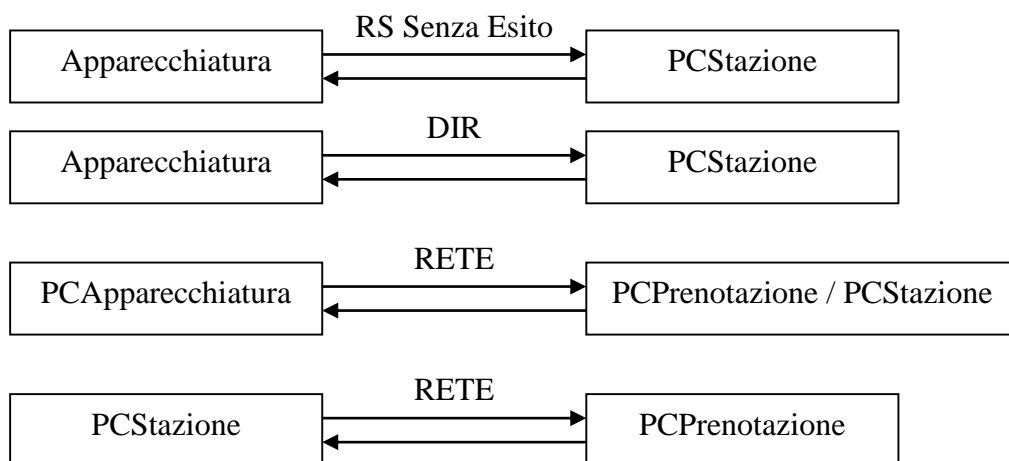 RS Senza Esito
Apparecchiatura PCStazione
DIR
Apparecchiatura PCStazione
RETE
PCApparecchiatura PCPrenotazione / PCStazione
RETE
PCStazione PCPrenotazione